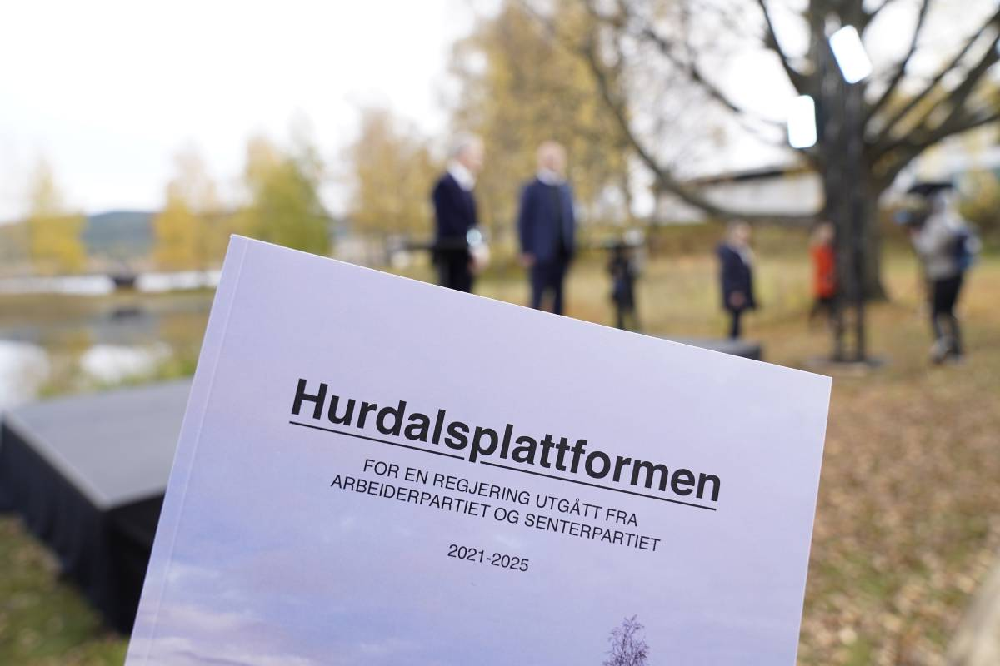 Hurdalsplattformen
FOR EN REGJERING UTGÅTT FRA
ARBEIDERPARTIET OG SENTERPARTIET
2021-2025